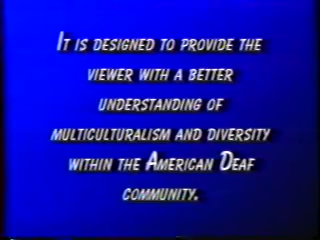 It is designed to provide the
viewer with a better
understanding of
multiculturalism and diversity
within the American Deaf
community.